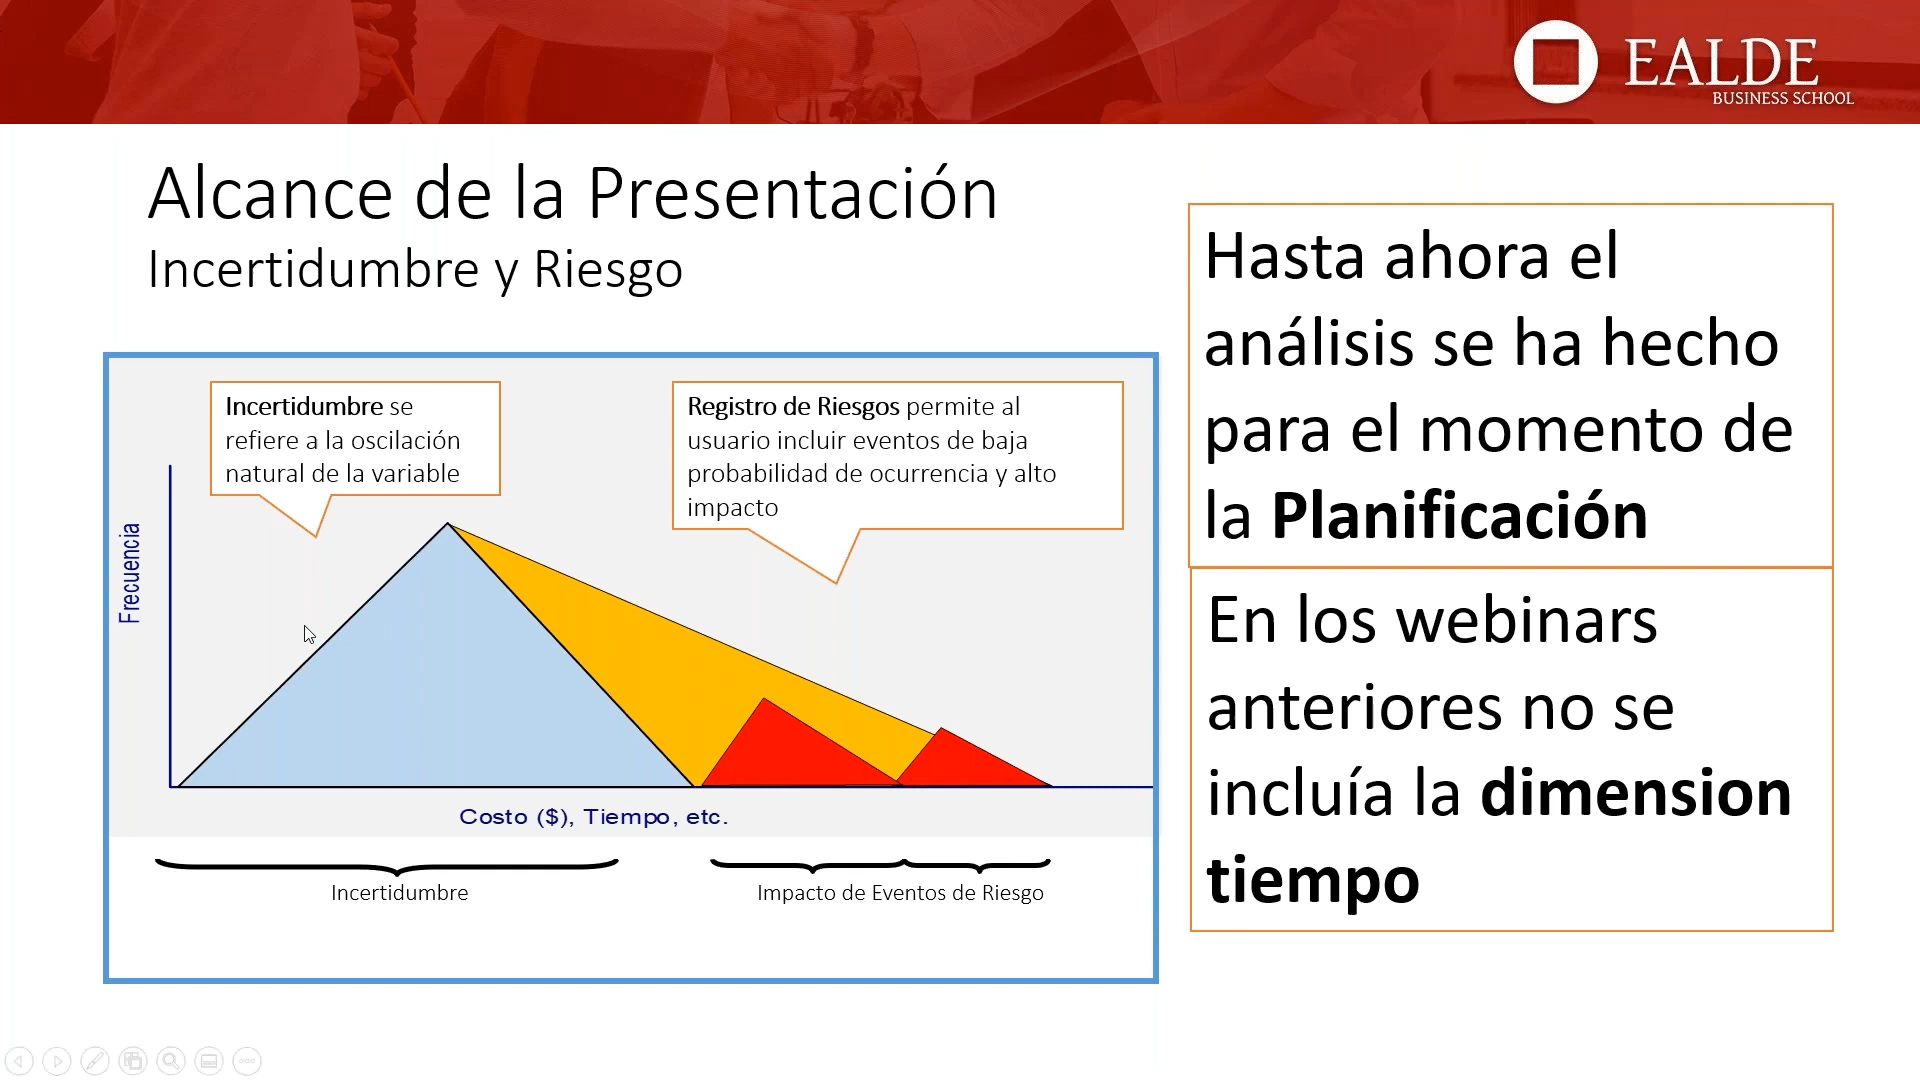 EALDE
BUSINESS SCHOOL
Alcance de la Presentación
Incertidumbre y Riesgo
Incertidumbre se
refiere a la oscilación
natural de la variable
Registro de Riesgos permite al
usuario incluir eventos de baja
probabilidad de ocurrencia y alto
impacto
Frecuencia
Costo ($), Tiempo, etc.
Incertidumbre
Impacto de Eventos de Riesgo
Hasta ahora el
análisis se ha hecho
para el momento de
la Planificación
En los webinars
anteriores no se
incluía la dimension
tiempo